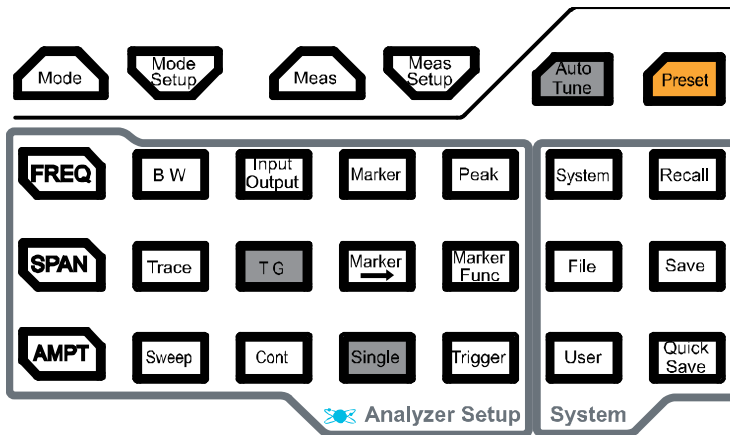 Mode
Mode
Setup
Meas
Meas
Setup
Auto
Tune
Preset
FREQ
B W
Input
Output
Marker
Peak
System
Recall
SPAN
Trace
T G
Marker
Marker
Func
File
Save
AMPT
Sweep
Cont
Single
Trigger
User
Quick
Save
Analyzer Setup
System